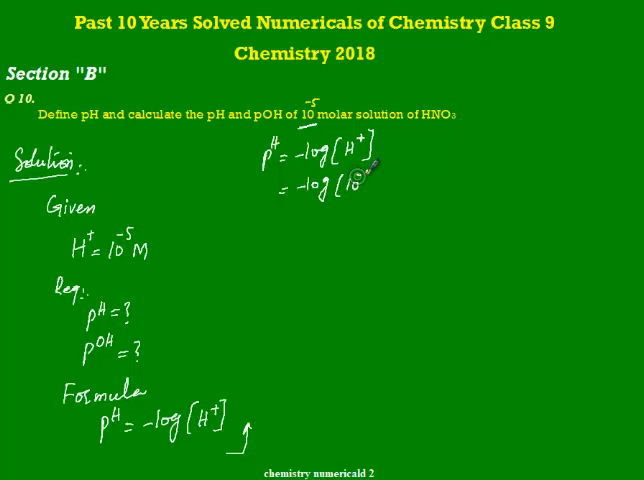 Past 10 Years Solved Numericals of Chemistry Class 9
Chemistry 2018
Section "B"
Q 10.
Define pH and calculate the pH and pOH of 10⁻⁵ molar solution of HNO₃
Solution:.
Given
H⁺ = 10⁻⁵ M
Req:.
pᴴ = ?
pᴼᴴ = ?
Formula
pᴴ = -log [H⁺]
pᴴ = -log [H⁺]
= -log [10
chemistry numericald 2